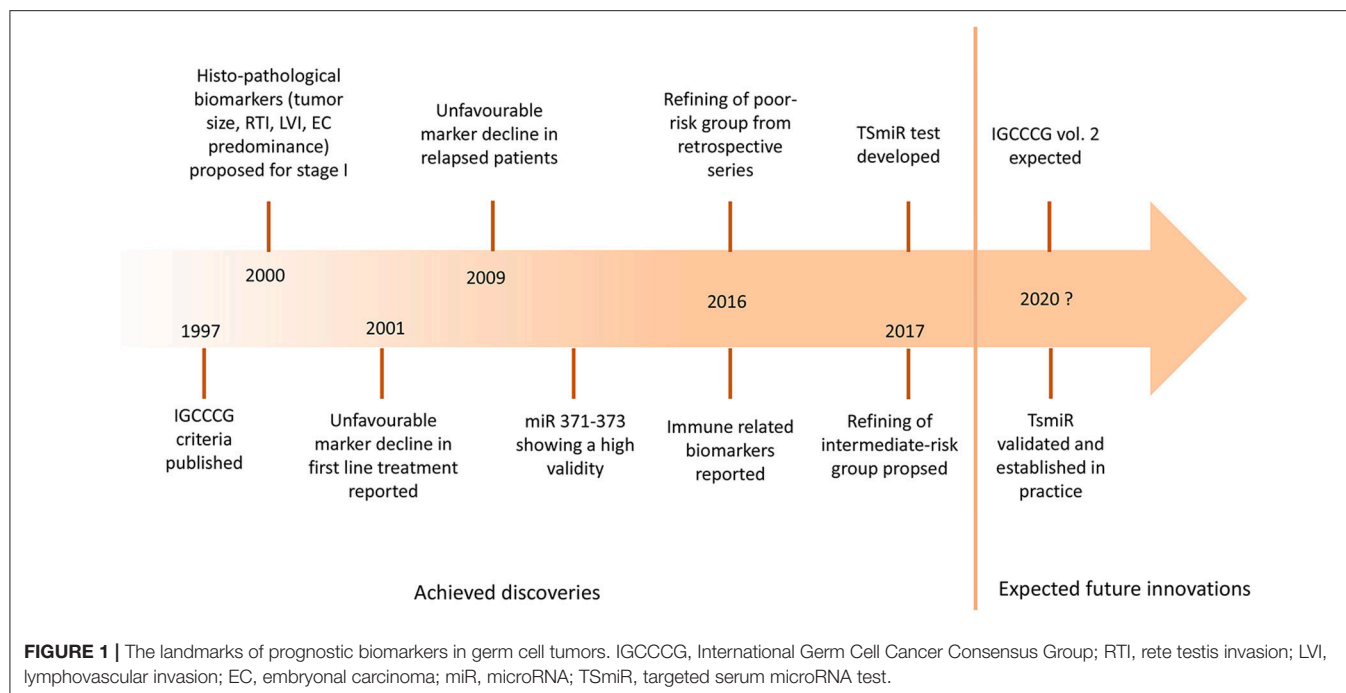 Histo-pathological
biomarkers (tumor
size, RTI, LVI, EC
predominance)
proposed for stage I
Unfavourable
marker decline in
relapsed patients
Refining of poor-
risk group from
retrospective
series
TSmiR test
developed
IGCCCG vol. 2
expected
2000
2009
2016
2020 ?
1997
2001
2017
IGCCCG
criteria
published
Unfavourable
marker decline in
first line treatment
reported
miR 371-373
showing a high
validity
Immune related
biomarkers
reported
Refining of
intermediate-risk
group propsed
TsmiR
validated and
established in
practice
Achieved discoveries
Expected future innovations
FIGURE 1 | The landmarks of prognostic biomarkers in germ cell tumors. IGCCCG, International Germ Cell Cancer Consensus Group; RTI, rete testis invasion; LVI,
lymphovascular invasion; EC, embryonal carcinoma; miR, microRNA; TSmiR, targeted serum microRNA test.